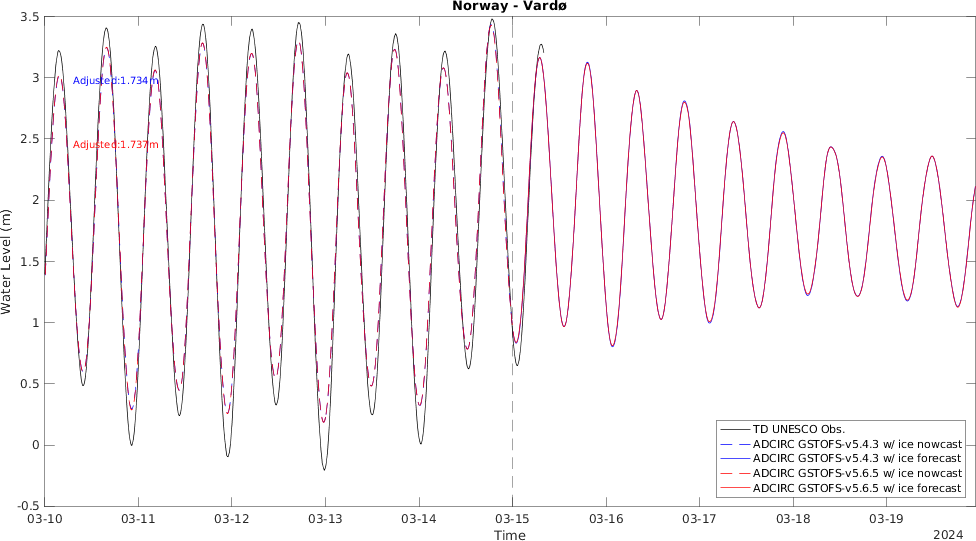 Norway - Vardø
3.5
3
2.5
2
1.5
1
0.5
0
-0.5
Water Level (m)
Adjusted:1.734m
Adjusted:1.737m
TD UNESCO Obs.
ADCIRC GSTOFS-v5.4.3 w/ ice nowcast
ADCIRC GSTOFS-v5.4.3 w/ ice forecast
ADCIRC GSTOFS-v5.6.5 w/ ice nowcast
ADCIRC GSTOFS-v5.6.5 w/ ice forecast
03-10 03-11 03-12 03-13 03-14 03-15 03-16 03-17 03-18 03-19
Time
2024